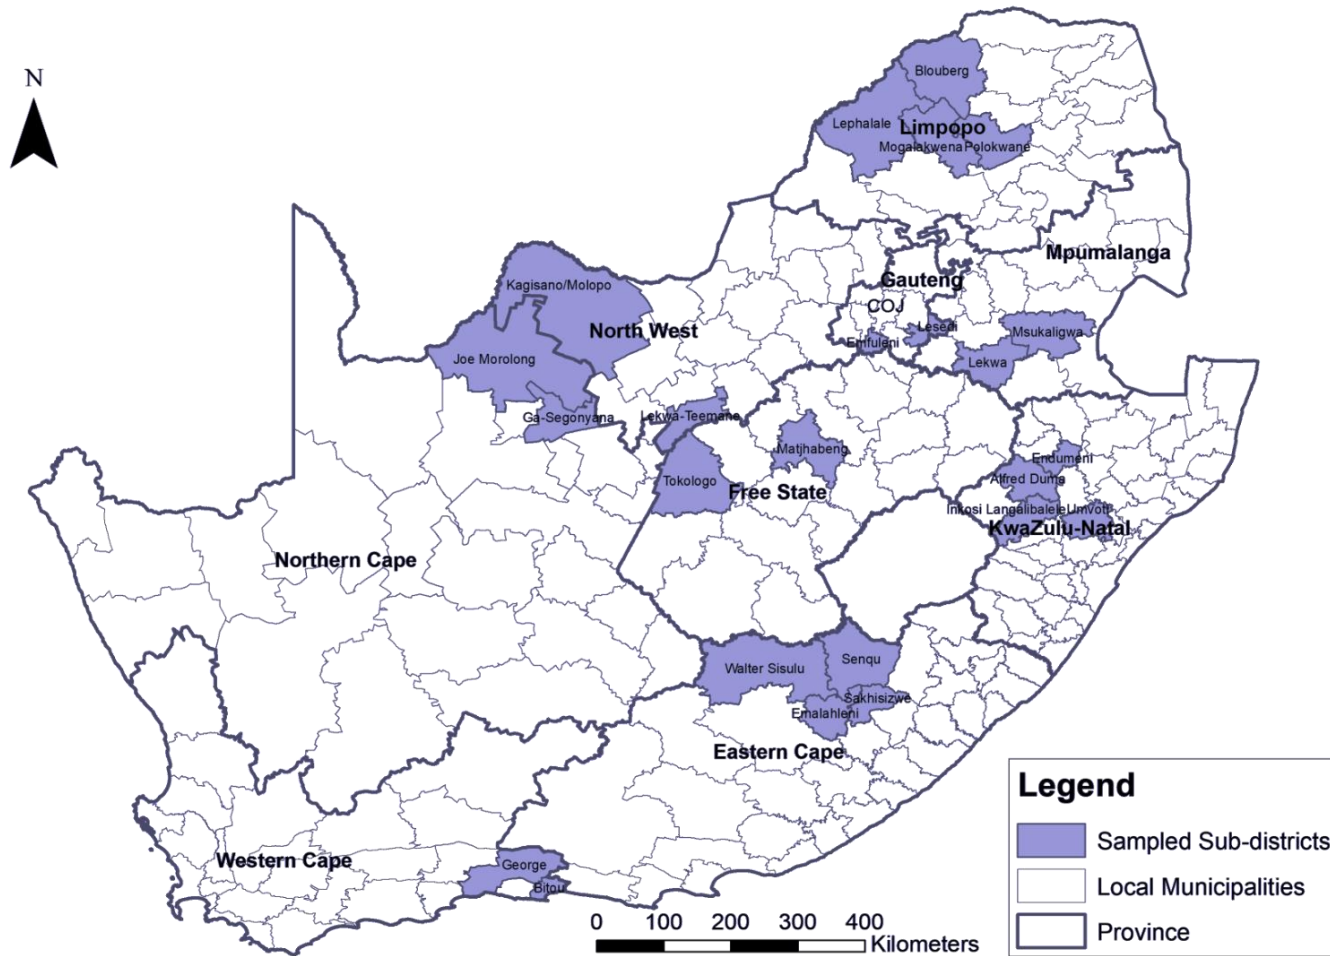 N
Blouberg
Lephalale
Limpopo
Mogalakwena
Polokwane
Mpumalanga
Kagisano/Molopo
Gauteng
COJ
North West
Lesedi
Msukaligwa
Emfuleni
Joe Morolong
Lekwa
Ga-Segonyana
Lekwa-Teemane
Matjhabeng
Endumeni
Tokologo
Alfred Duma
Free State
Inkosi Langalibalele
Umvoti
KwaZulu-Natal
Northern Cape
Walter Sisulu
Senqu
Sakhisizwe
Emalahleni
Eastern Cape
Western Cape
George
Bitou
Legend
Sampled Sub-districts
Local Municipalities
Province
0 100 200 300 400
Kilometers